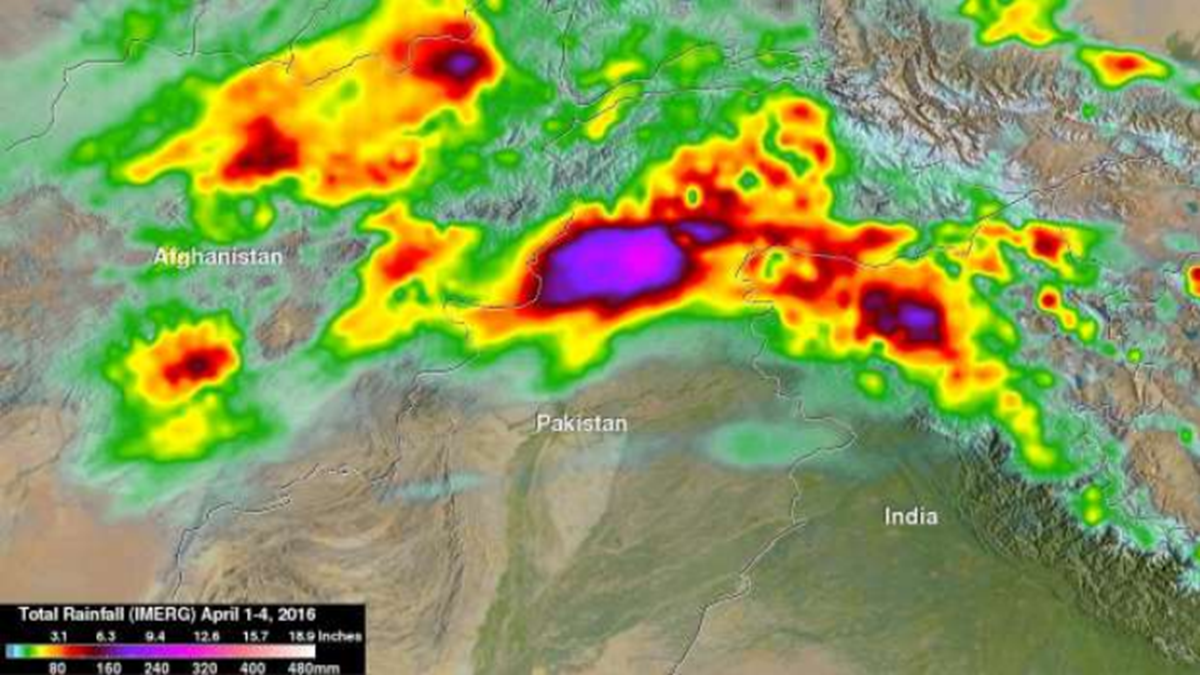 Afghanistan
Pakistan
India
Total Rainfall (IMERG) April 1-4, 2016
3.1 6.3 9.4 12.6 15.7 18.9 Inches
80 160 240 320 400 480mm